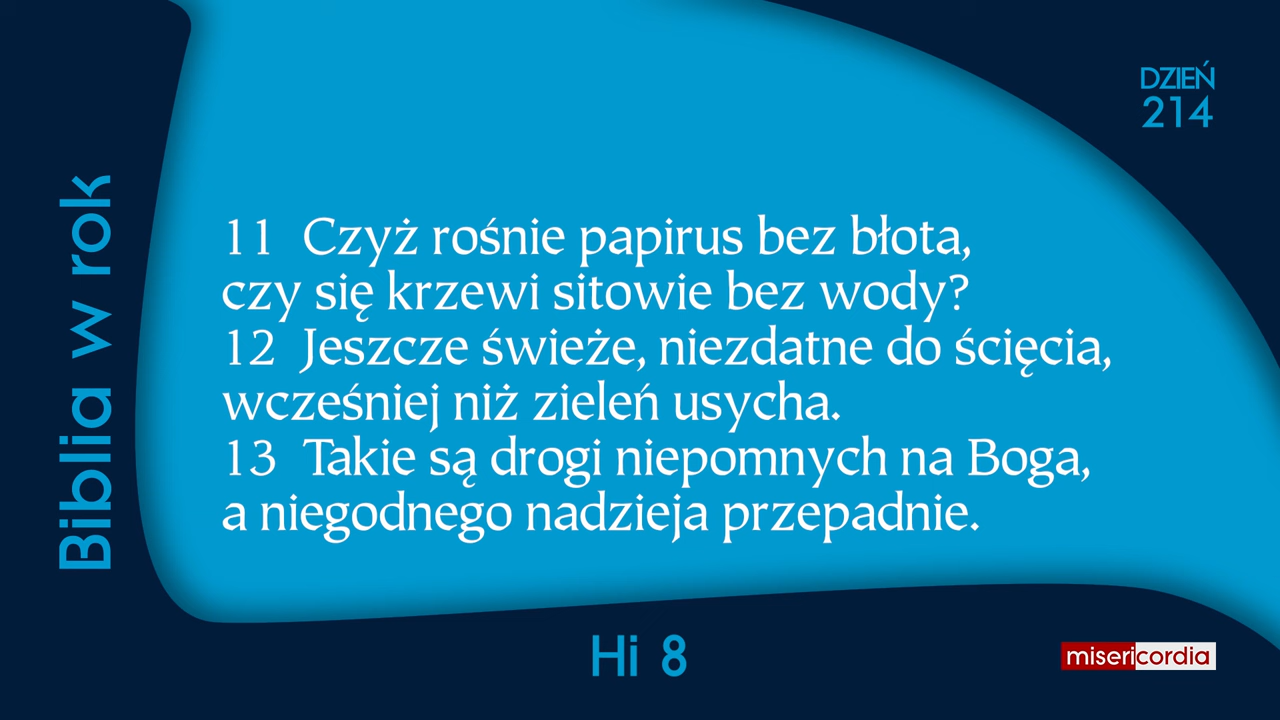 DZIEŃ
214
Biblia w rok
11 Czyż rośnie papirus bez błota,
czy się krzewi sitowie bez wody?
12 Jeszcze świeże, niezdatne do ścięcia,
wcześniej niż zieleń usycha.
13 Takie są drogi niepomnych na Boga,
a niegodnego nadzieja przepadnie.
Hi 8
misericordia